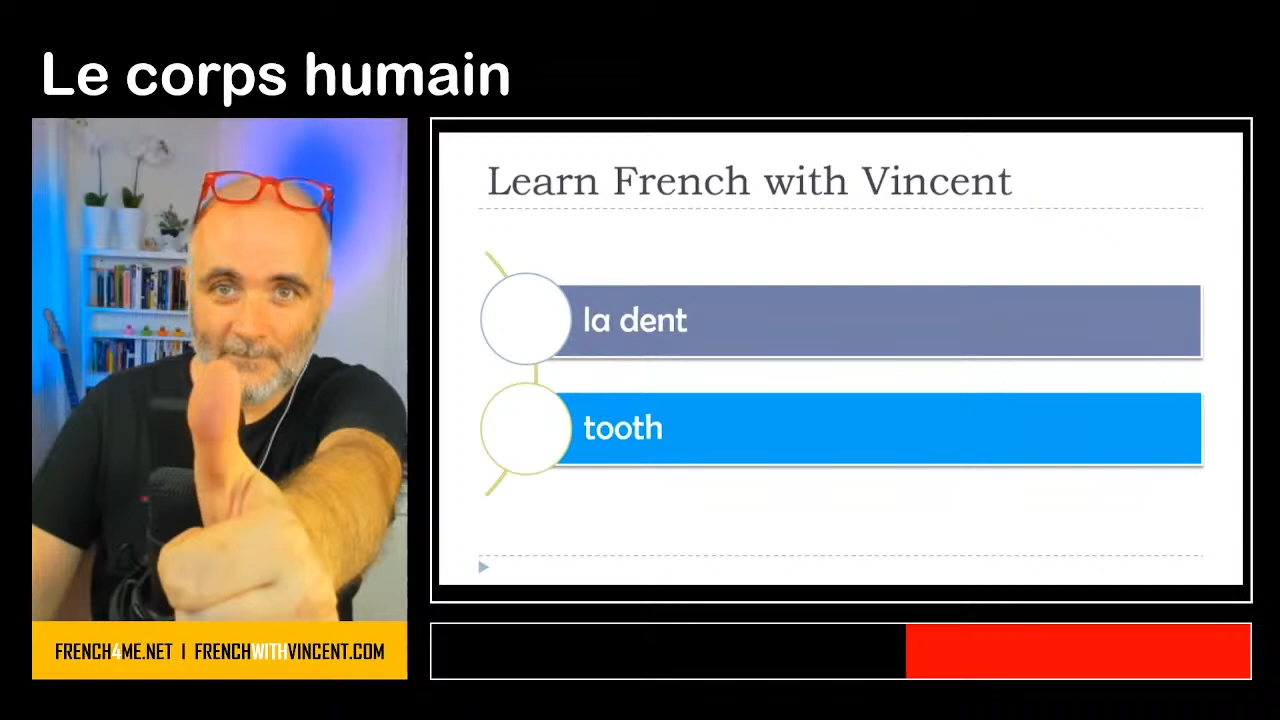 Le corps humain
Learn French with Vincent
la dent
tooth
FRENCH4ME.NET | FRENCHWITHVINCENT.COM